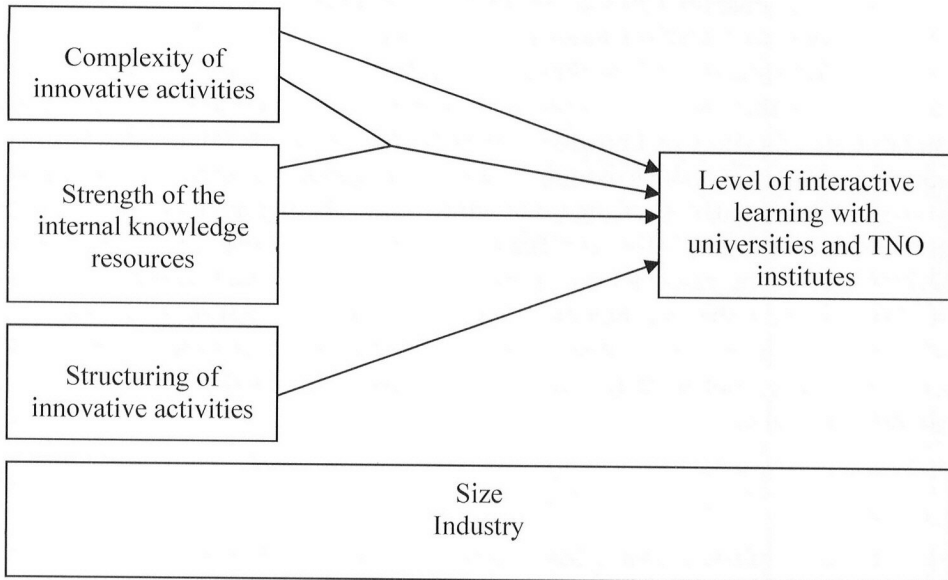 Complexity of
innovative activities
Strength of the
internal knowledge
resources
Structuring of
innovative activities
Level of interactive
learning with
universities and TNO
institutes
Size
Industry